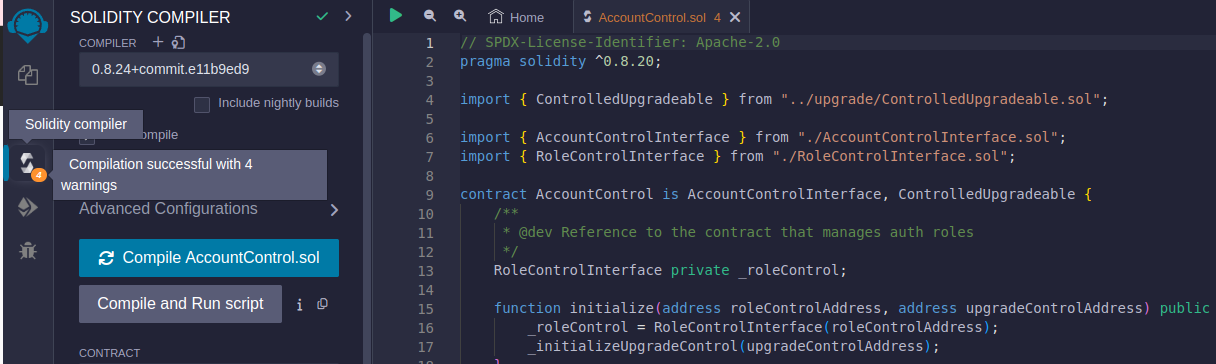 SOLIDITY COMPILER
COMPILER
0.8.24+commit.e11b9ed9
Include nightly builds
Solidity compiler
mpile
4
Compilation successful with 4
warnings
Advanced Configurations
Compile AccountControl.sol
Compile and Run script
i
CONTRACT
Home
AccountControl.sol 4
1 // SPDX-License-Identifier: Apache-2.0
2 pragma solidity ^0.8.20;
3
4 import { ControlledUpgradeable } from "../upgrade/ControlledUpgradeable.sol";
5
6 import { AccountControlInterface } from "./AccountControlInterface.sol";
7 import { RoleControlInterface } from "./RoleControlInterface.sol";
8
9 contract AccountControl is AccountControlInterface, ControlledUpgradeable {
10 /**
11 * @dev Reference to the contract that manages auth roles
12 */
13 RoleControlInterface private _roleControl;
14
15 function initialize(address roleControlAddress, address upgradeControlAddress) public
16 _roleControl = RoleControlInterface(roleControlAddress);
17 _initializeUpgradeControl(upgradeControlAddress);
18 }